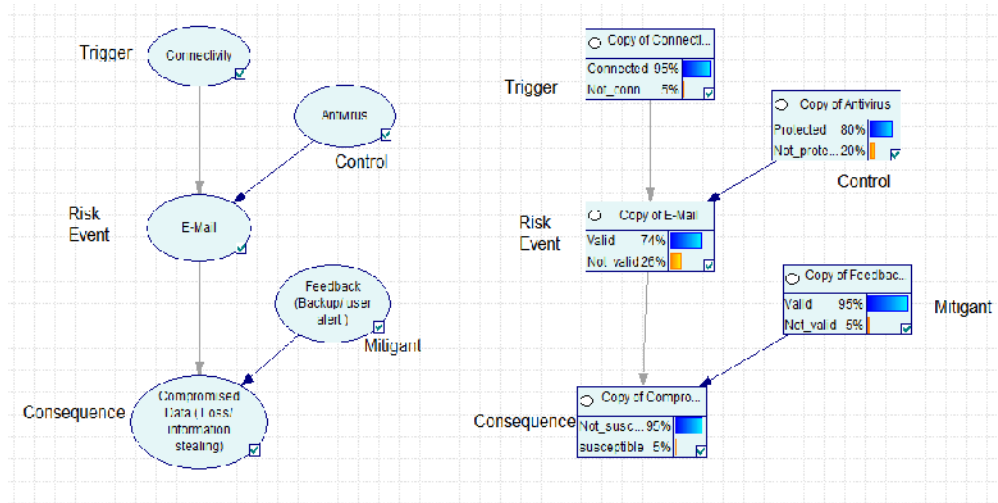 Trigger
Connectivity
Antivirus
Control
Risk
Event
E-Mail
Feedback
(Backup/ user
alert )
Mitigant
Consequence
Compromised
Data ( Loss/
information
stealing)
Copy of Connecti...
Connected 95%
Not_conn 5%
Trigger
Copy of Antivirus
Protected 80%
Not_prote... 20%
Control
Risk
Event
Copy of E-Mail
Valid 74%
Not_valid 26%
Copy of Feedbac...
Valid 95%
Not_valid 5%
Mitigant
Consequence
Copy of Compro...
Not_susc... 95%
susceptible 5%